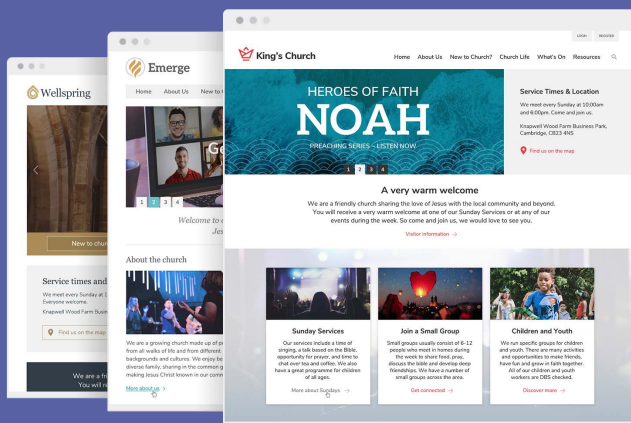 Wellspring
New to chur
Service times and
We meet every Sunday at 1
Everyone welcome.
Knapwell Wood Farm Busin
Find us on the map
We are a fri
You will re
Emerge
Home About Us New to C
Ge
1 2 3 4
Welcome to o
Jes
About the church
We are a growing church made up of pe
from all walks of life and from different
backgrounds and cultures. We enjoy be
diverse family, sharing in the common g
making Jesus Christ known in our comm
More about us
LOGIN REGISTER
King's Church
Home About Us New to Church? Church Life What's On Resources
HEROES OF FAITH
NOAH
PREACHING SERIES - LISTEN NOW
1 2 3 4
Service Times & Location
We meet every Sunday at 10:00am
and 6:00pm. Come and join us.
Knapwell Wood Farm Business Park,
Cambridge, CB23 4NS
Find us on the map
A very warm welcome
We are a friendly church sharing the love of Jesus with the local community and beyond.
You will receive a very warm welcome at one of our Sunday Services or at any of our
events during the week. So come and join us, we would love to see you.
Visitor information →
Sunday Services
Our services include a time of
singing, a talk based on the Bible,
opportunity for prayer, and time to
chat over tea and coffee. We also
have a great programme for children
of all ages.
More about Sundays →
Join a Small Group
Small groups usually consist of 6-12
people who meet in homes during
the week to share food, pray,
discuss the bible and develop deep
friendships. We have a number of
small groups across the area.
Get connected →
Children and Youth
We run specific groups for children
and youth. There are many activities
and opportunities to make friends,
have fun and grow in faith together.
All of our children and youth
workers are DBS checked.
Discover more →